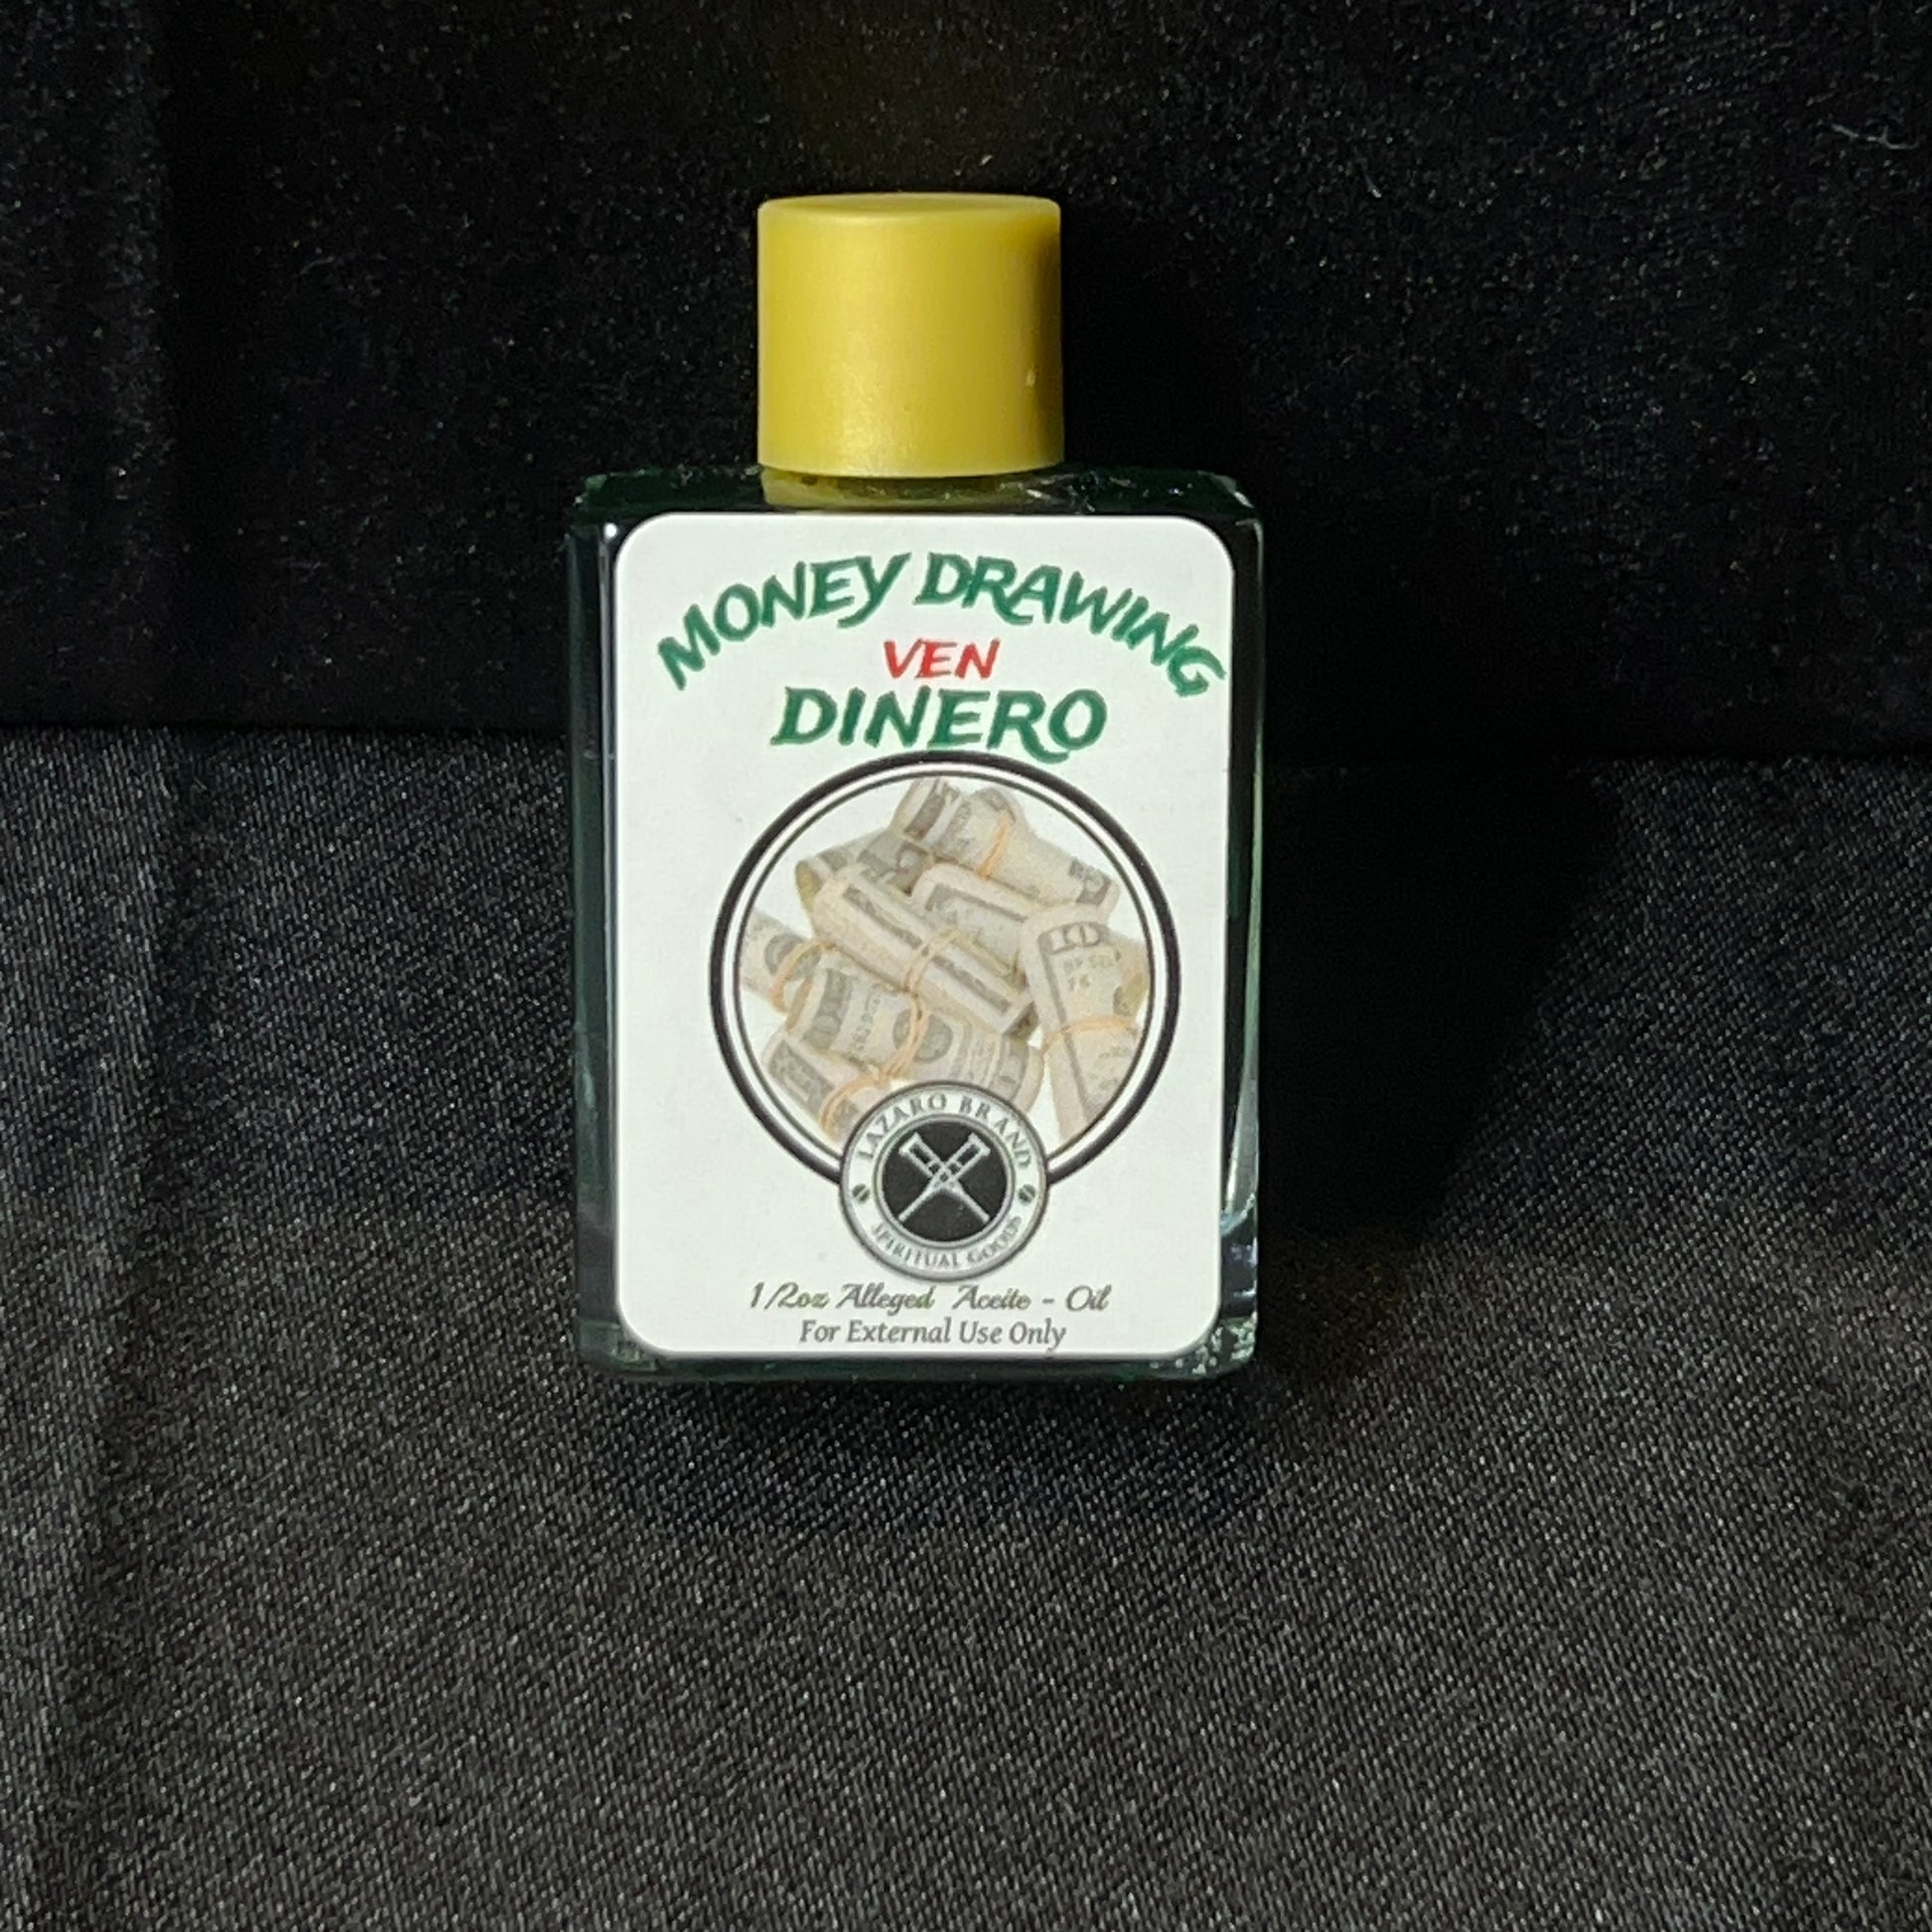 MONEY DRAWING
VEN
DINERO
LAZARO BRAND
SPIRITUAL GOODS
1/2oz Alleged Aceite - Oil
For External Use Only